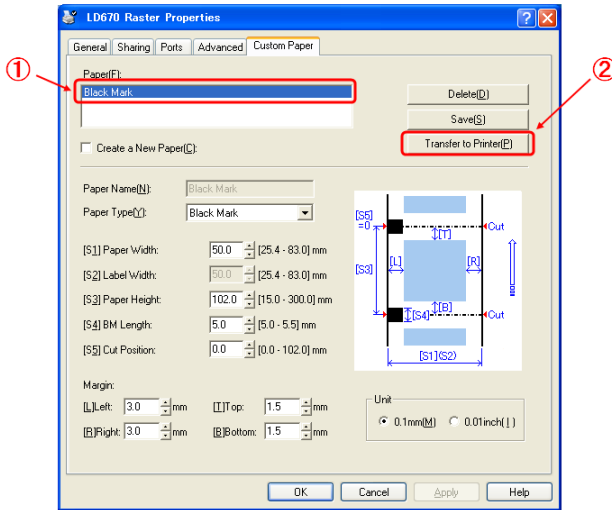 LD670 Raster Properties
General Sharing Ports Advanced Custom Paper
① ②
Paper(F):
Black Mark
Delete(D)
Save(S)
Transfer to Printer(P)
Create a New Paper(C):
Paper Name(N): Black Mark
Paper Type(Y): Black Mark
[S1] Paper Width: 50.0 [25.4 - 83.0] mm
[S2] Label Width: 50.0 [25.4 - 83.0] mm
[S3] Paper Height: 102.0 [15.0 - 300.0] mm
[S4] BM Length: 5.0 [5.0 - 5.5] mm
[S5] Cut Position: 0.0 [0.0 - 102.0] mm
[S5]
=0
[T]
Cut
[S3]
[L]
[R]
[B]
[S4]
Cut
[S1](S2)
Margin:
[L]Left: 3.0 mm [T]Top: 1.5 mm
[R]Right: 3.0 mm [B]Bottom: 1.5 mm
Unit
0.1mm(M) 0.01inch(I)
OK Cancel Apply Help